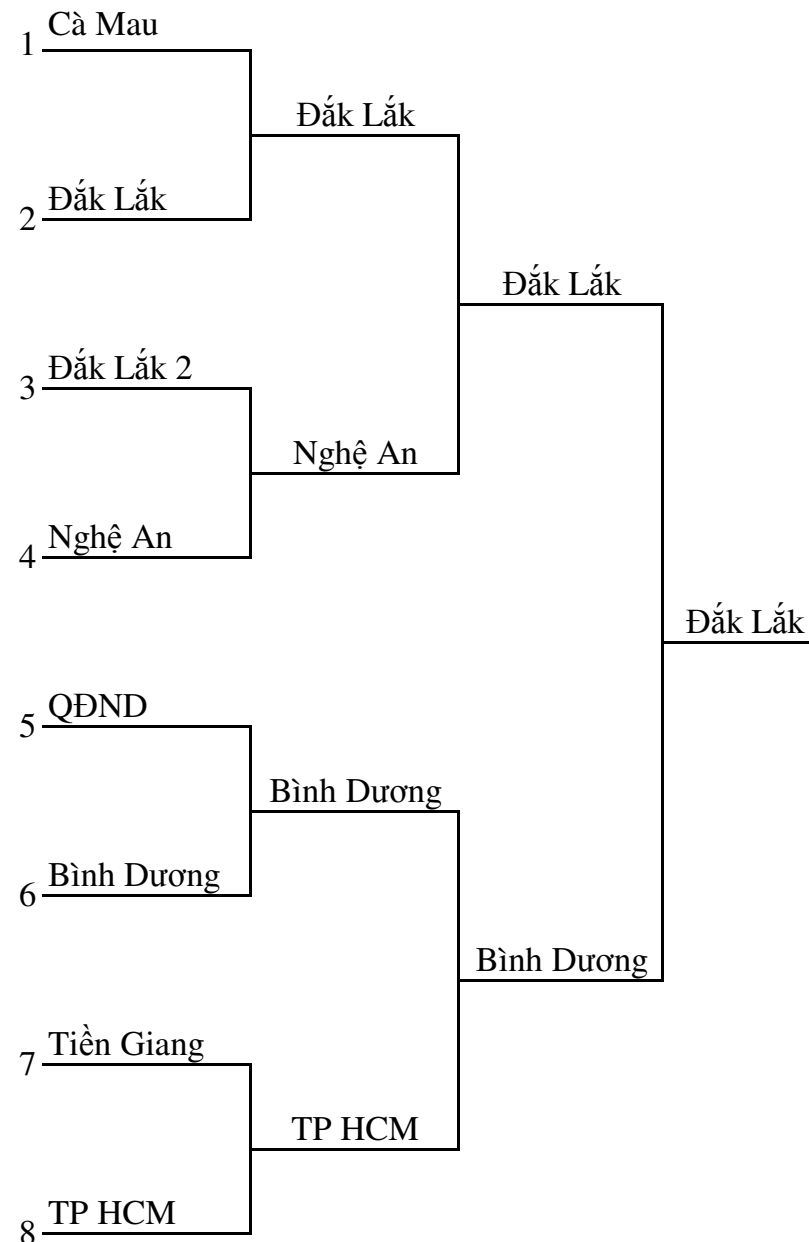 1 Cà Mau
Đắk Lắk
2 Đắk Lắk
Đắk Lắk
3 Đắk Lắk 2
Nghệ An
4 Nghệ An
Đắk Lắk
5 QĐND
Bình Dương
6 Bình Dương
Bình Dương
7 Tiền Giang
TP HCM
8 TP HCM